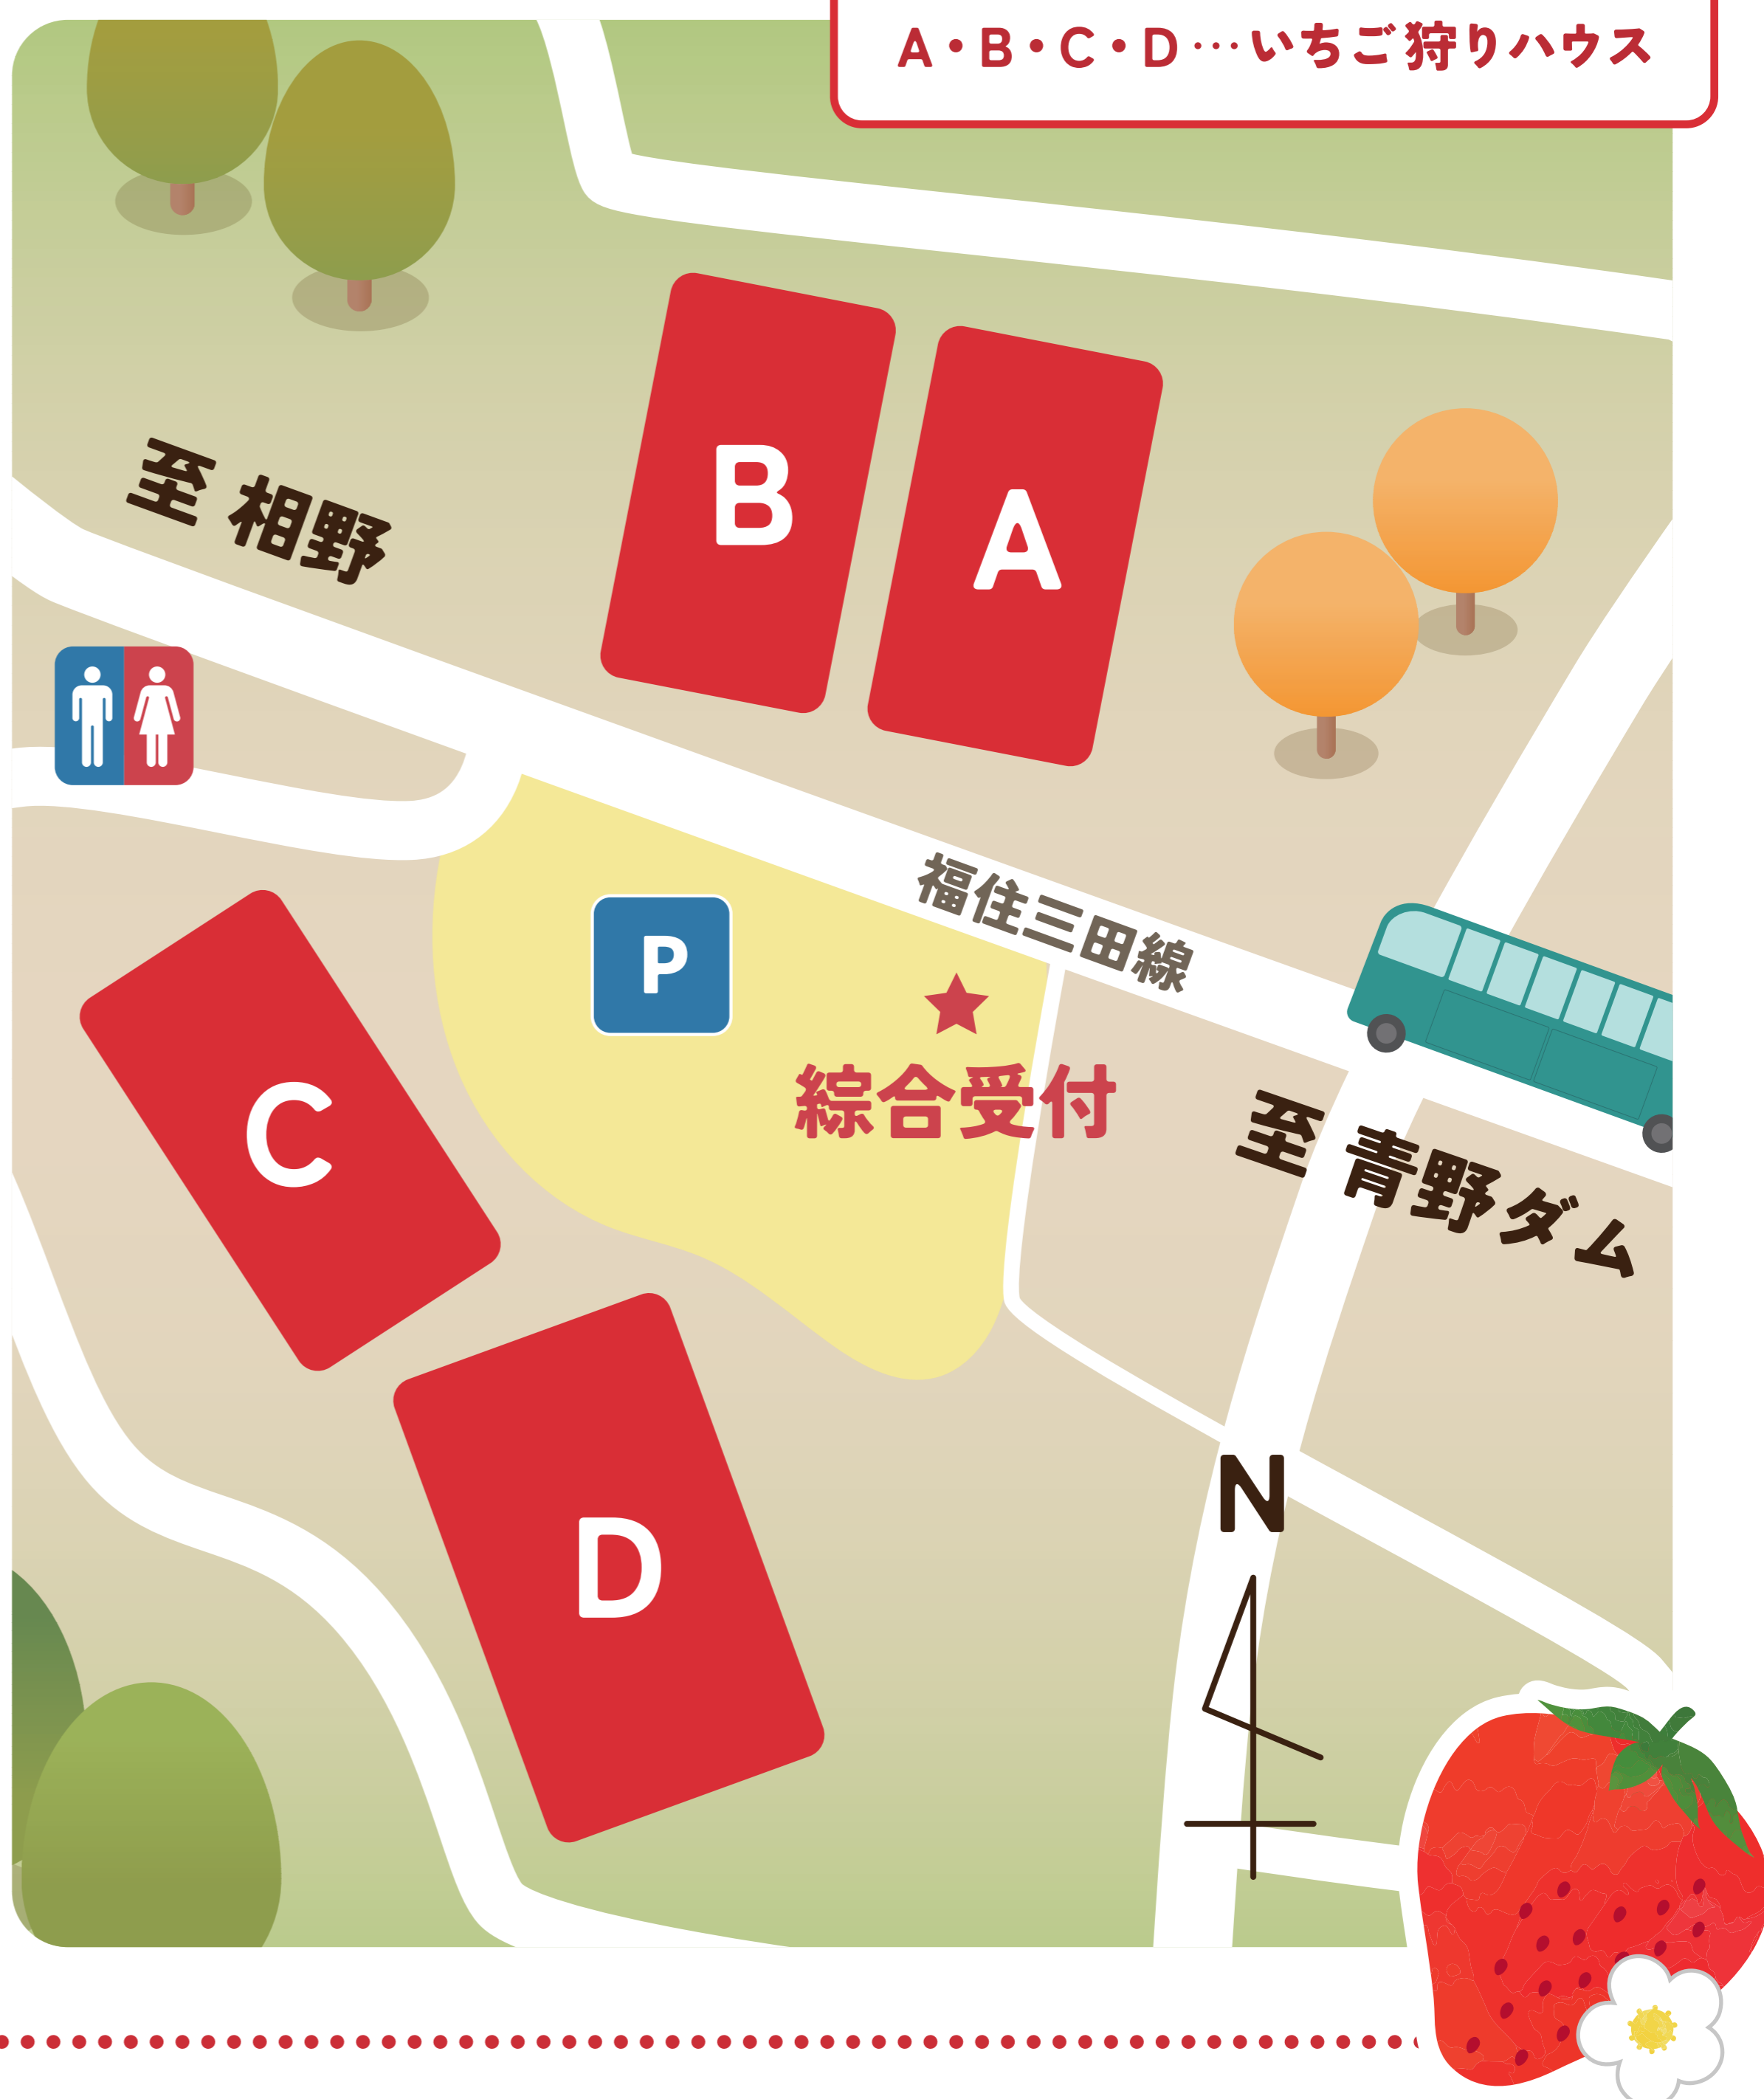 A・B・C・D…いちご狩りハウス
B
A
至 相野
福住三田線
P
綜合受付
至 青野ダム
C
D
N